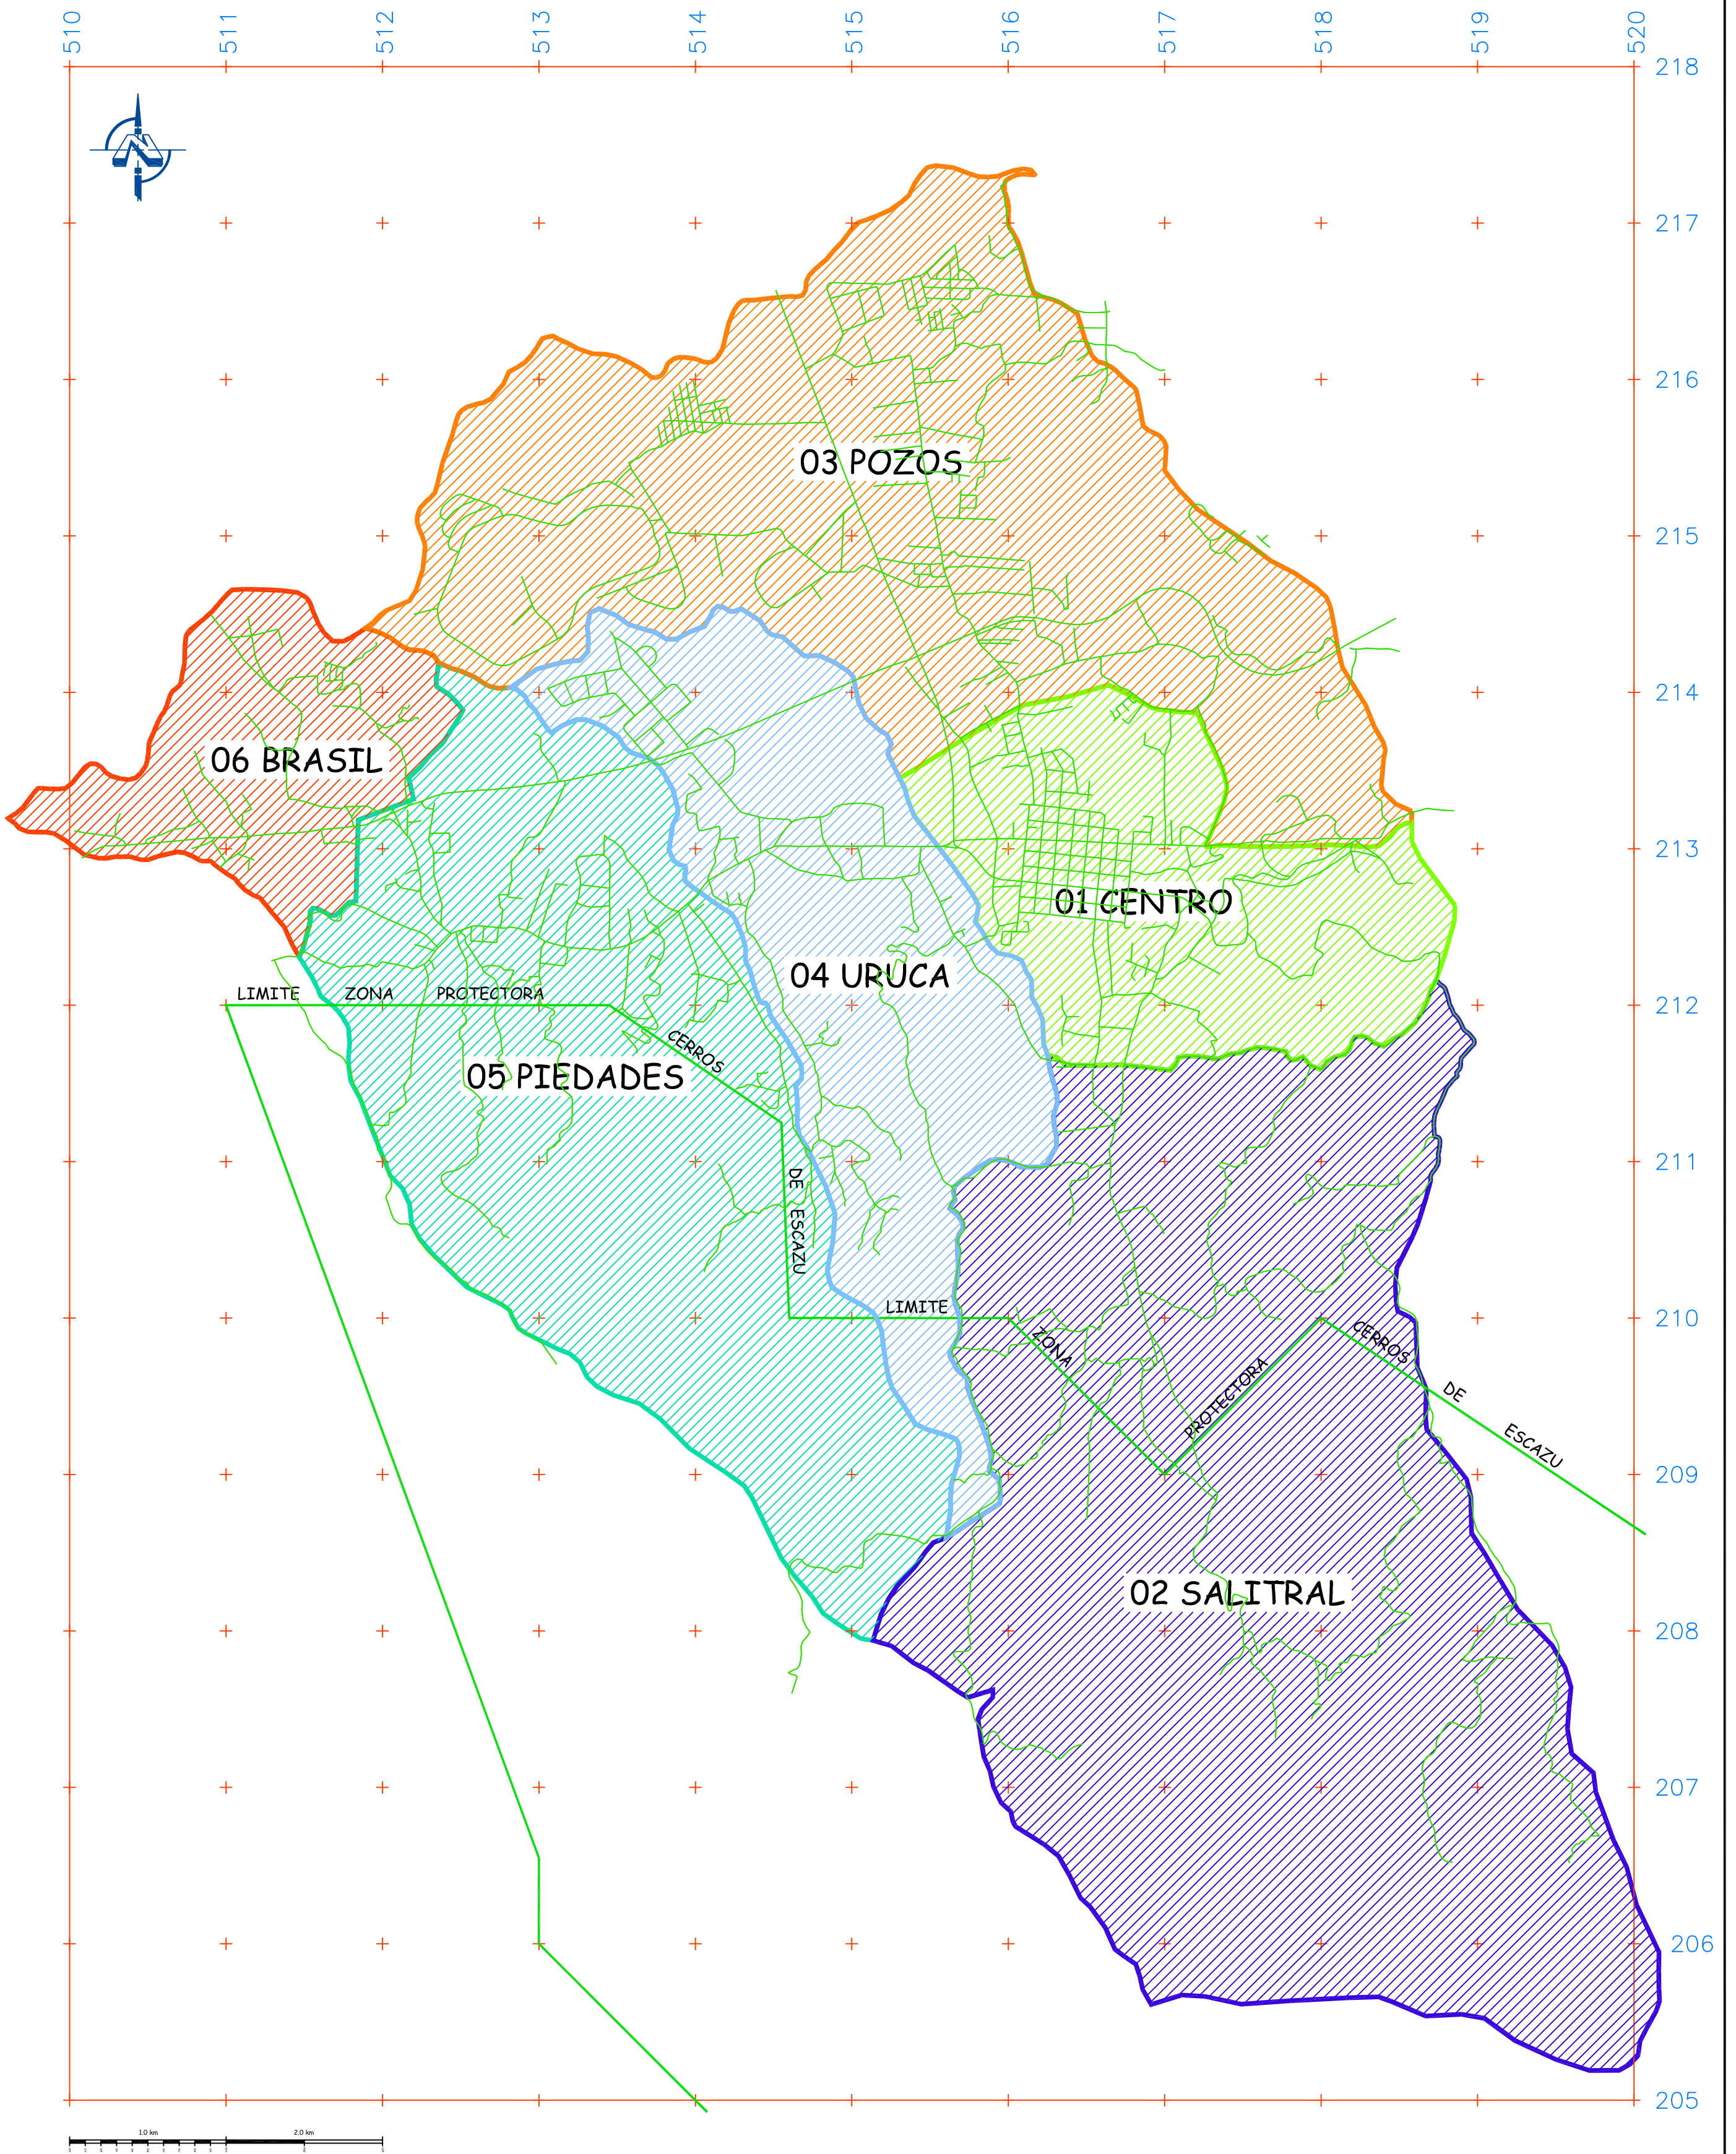 510
511
512
513
514
515
516
517
518
519
520
218
N
217
216
03 POZOS
215
214
06 BRASIL
213
01 CENTRO
04 URUCA
LIMITE ZONA PROTECTORA
212
CERROS
05 PIEDADES
211
DE ESCAZU
LIMITE
210
ZONA
PROTECTORA
CERROS
DE
ESCAZU
209
02 SALITRAL
208
207
206
205
1.0 km
2.0 km